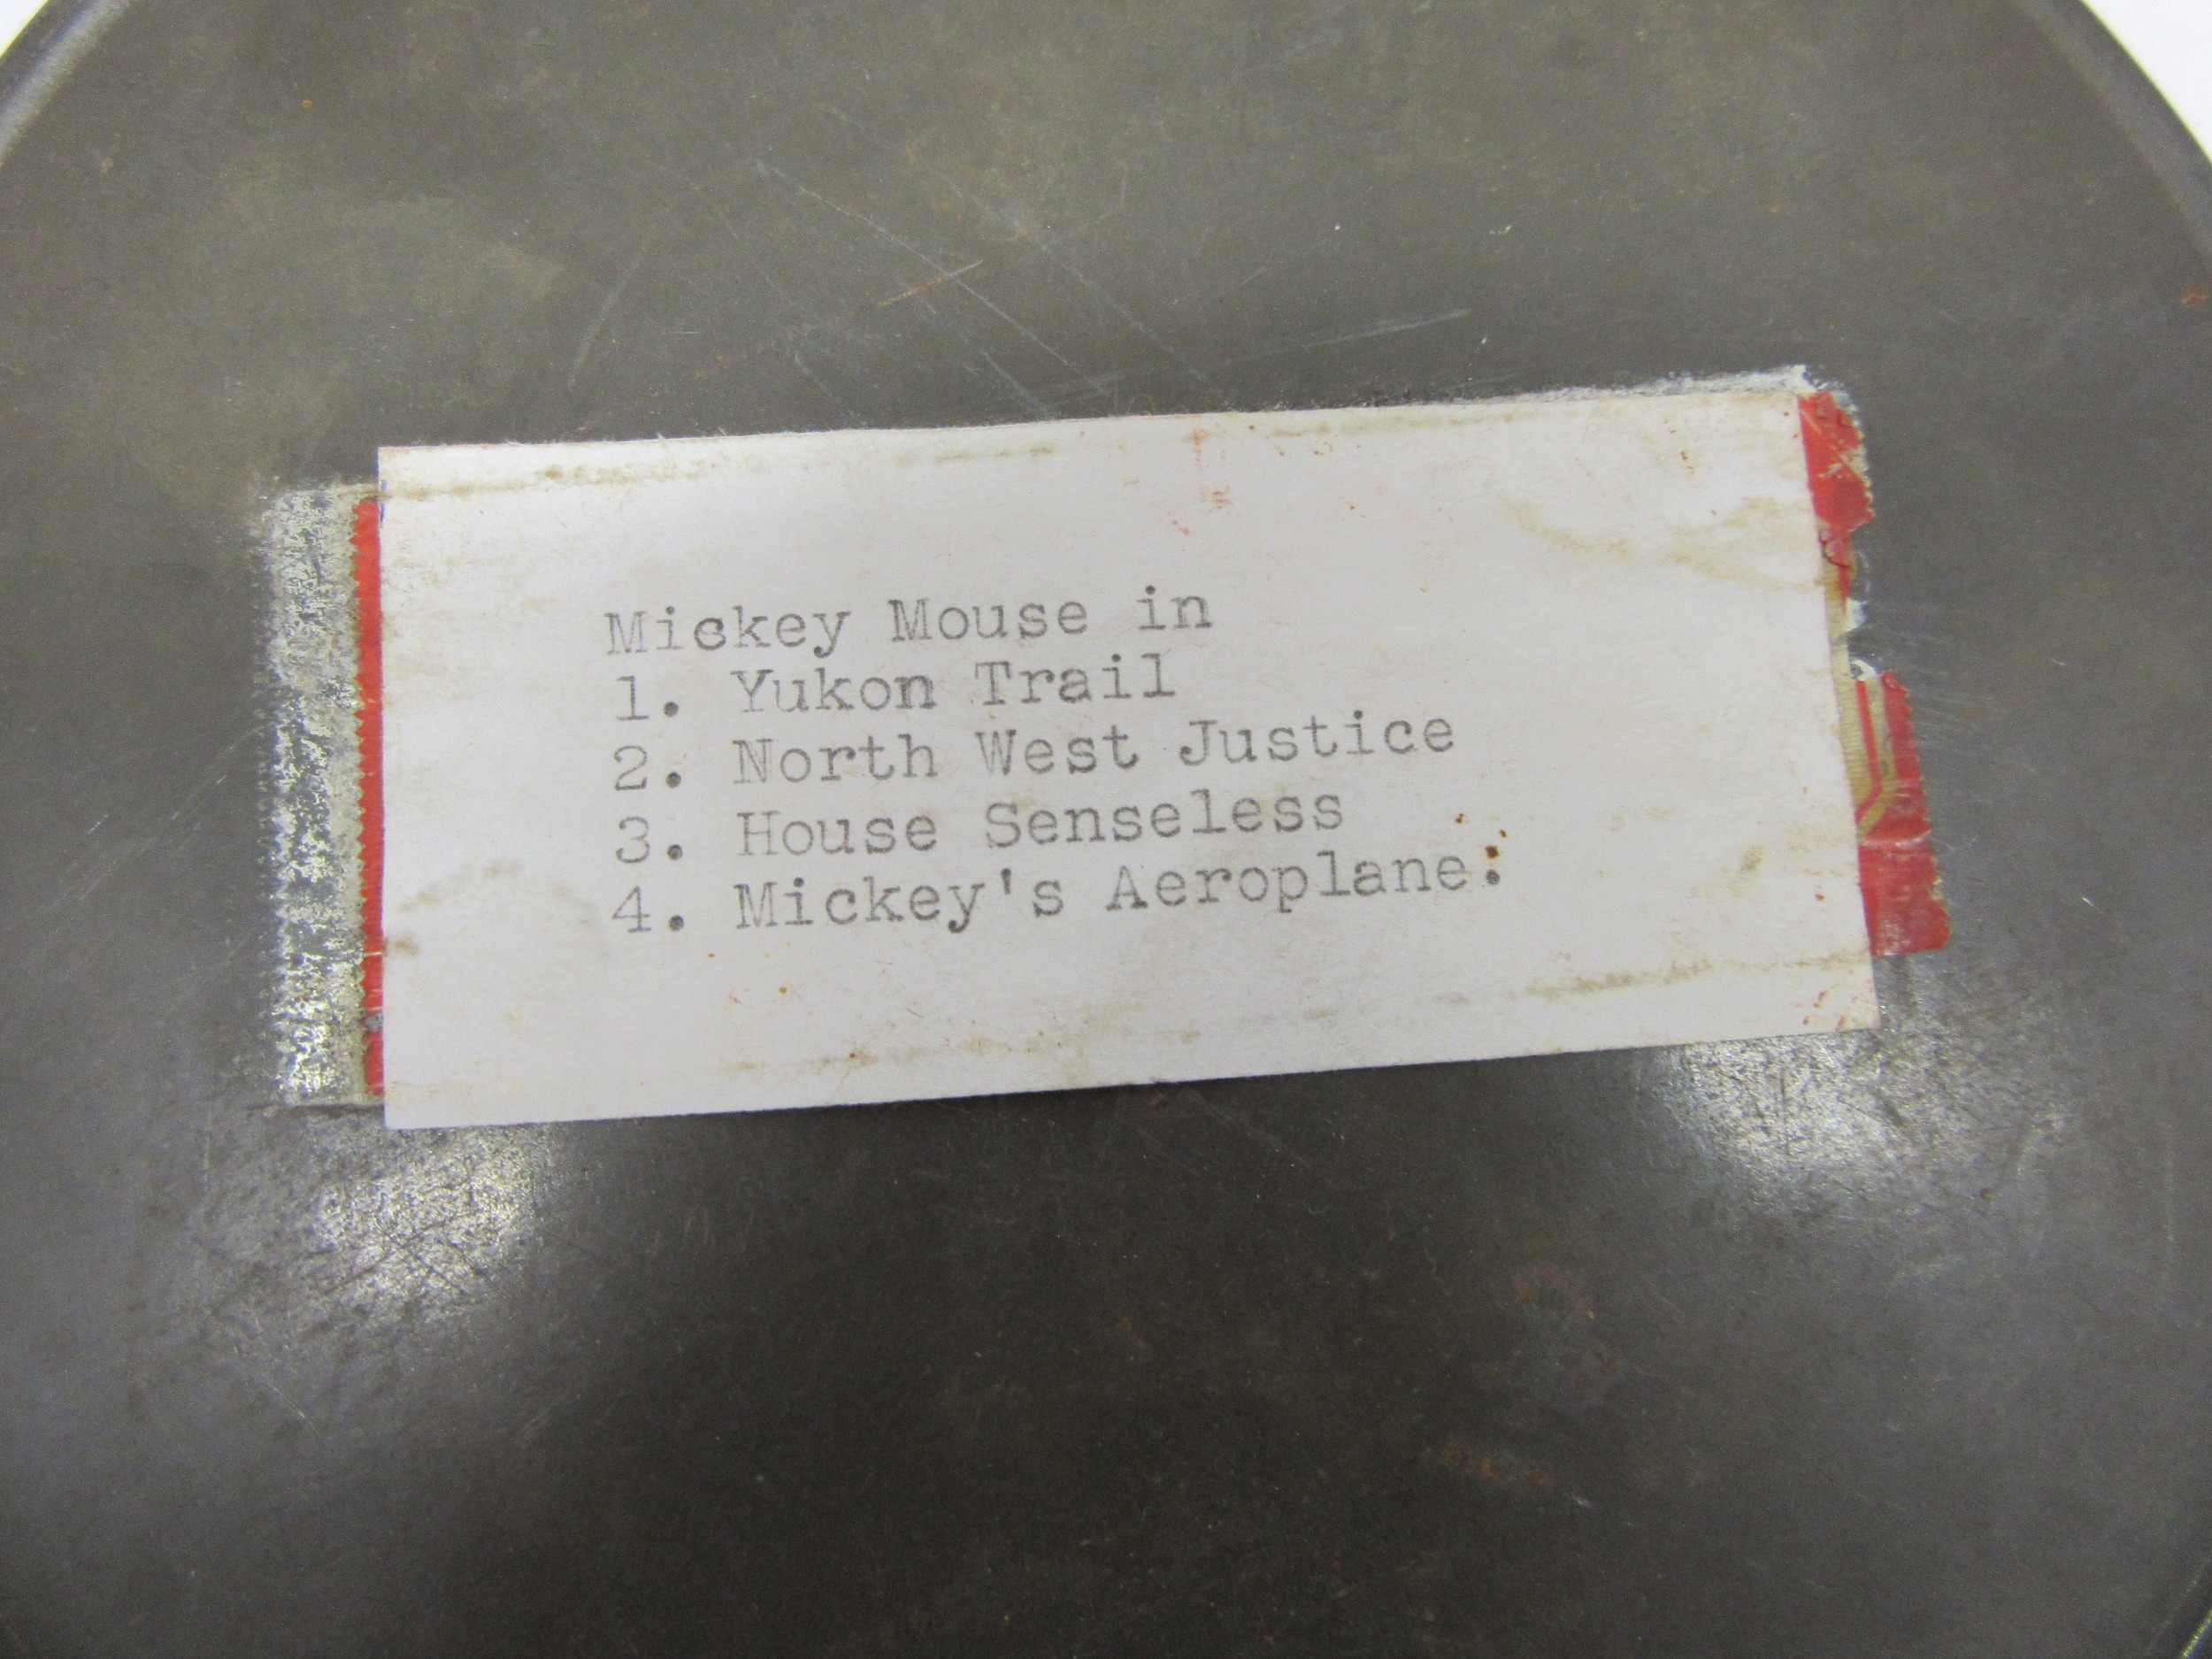 Mickey Mouse in
1. Yukon Trail
2. North West Justice
3. House Senseless
4. Mickey's Aeroplane.